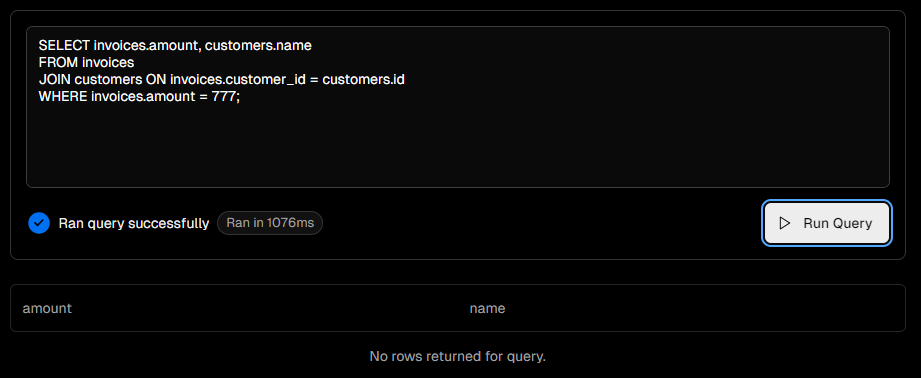 SELECT invoices.amount, customers.name
FROM invoices
JOIN customers ON invoices.customer_id = customers.id
WHERE invoices.amount = 777;
Ran query successfully Ran in 1076ms Run Query
amount name
No rows returned for query.